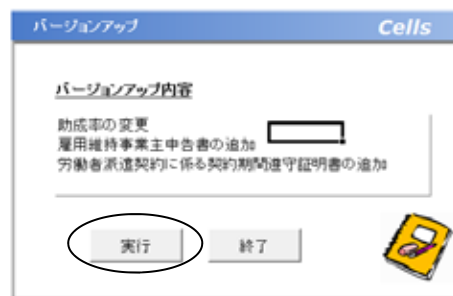 バージョンアップ
Cells
バージョンアップ内容
助成率の変更
雇用維持事業主申告書の追加
労働者派遣契約に係る契約期間遵守証明書の追加
実行
終了